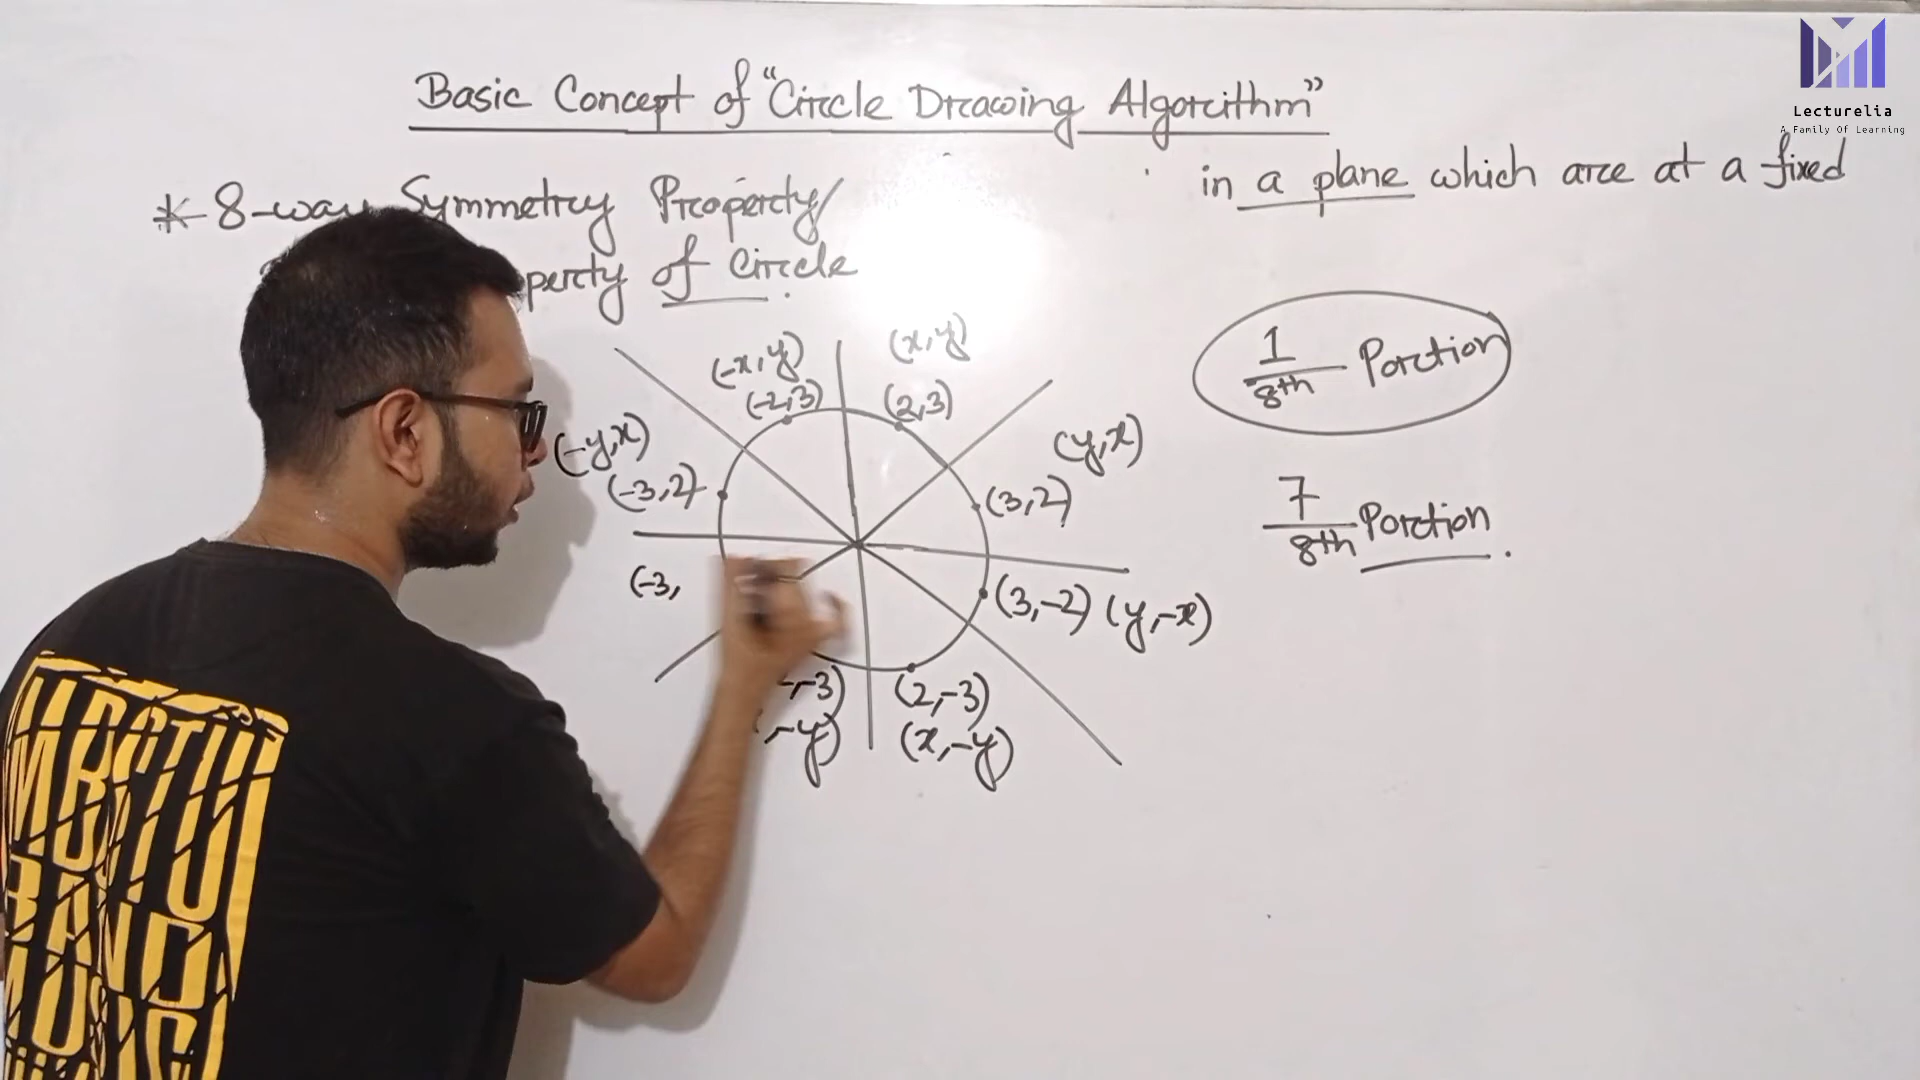 Basic Concept of "Circle Drawing Algorithm"
Lecturelia
A Family Of Learning
in a plane which are at a fixed
* 8-way Symmetry Property/
perty of Circle
(-x,y)
(x,y)
(-2,3)
(2,3)
(-y,x)
(y,x)
(-3,2)
(3,2)
(-3,
(3,-2) (y,-x)
,-3)
(2,-3)
,-y)
(x,-y)
1/8th Portion
7/8th Portion.